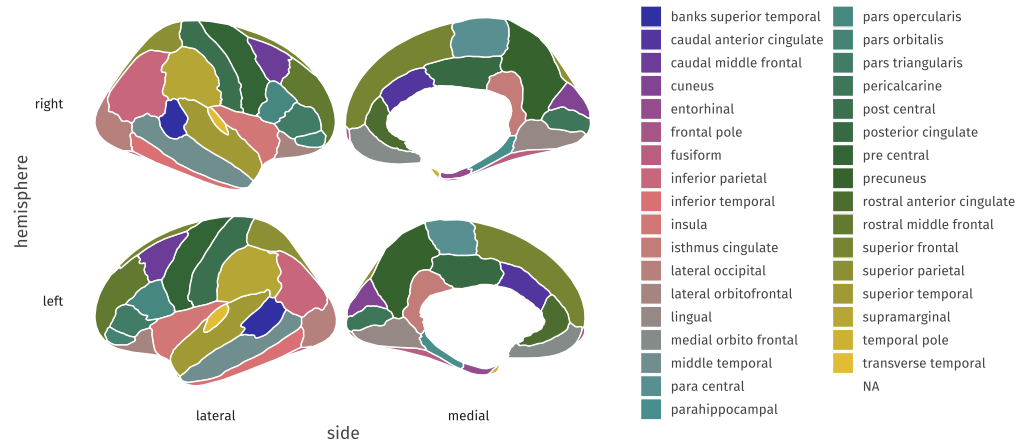 hemisphere
right
left
lateral
medial
side
banks superior temporal
caudal anterior cingulate
caudal middle frontal
cuneus
entorhinal
frontal pole
fusiform
inferior parietal
inferior temporal
insula
isthmus cingulate
lateral occipital
lateral orbitofrontal
lingual
medial orbito frontal
middle temporal
para central
parahippocampal
pars opercularis
pars orbitalis
pars triangularis
pericalcarine
post central
posterior cingulate
pre central
precuneus
rostral anterior cingulate
rostral middle frontal
superior frontal
superior parietal
superior temporal
supramarginal
temporal pole
transverse temporal
NA